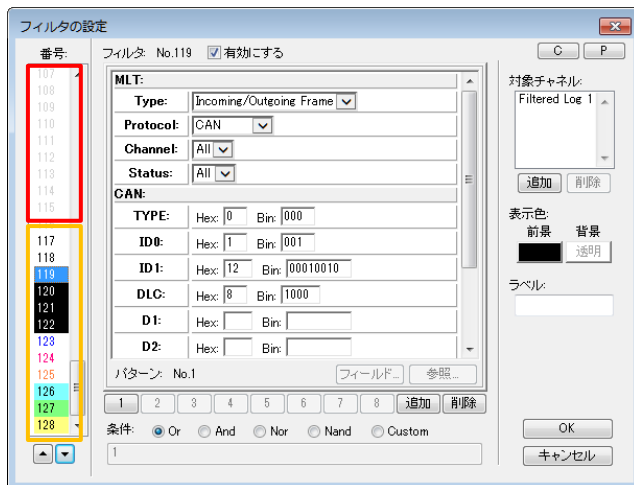 フィルタの設定
番号:
フィルタ: No.119 有効にする
C P
107
108
109
110
111
112
113
114
115
117
118
119
120
121
122
123
124
125
126
127
128
MLT:
Type: Incoming/Outgoing Frame
Protocol: CAN
Channel: All
Status: All
CAN:
TYPE: Hex: 0 Bin: 000
ID0: Hex: 1 Bin: 001
ID1: Hex: 12 Bin: 00010010
DLC: Hex: 8 Bin: 1000
D1: Hex: Bin:
D2: Hex: Bin:
パターン: No.1 フィールド... 参照...
1 2 3 4 5 6 7 8 追加 削除
条件: Or And Nor Nand Custom
1
対象チャネル:
Filtered Log 1
追加 削除
表示色:
前景 背景
透明
ラベル:
OK
キャンセル